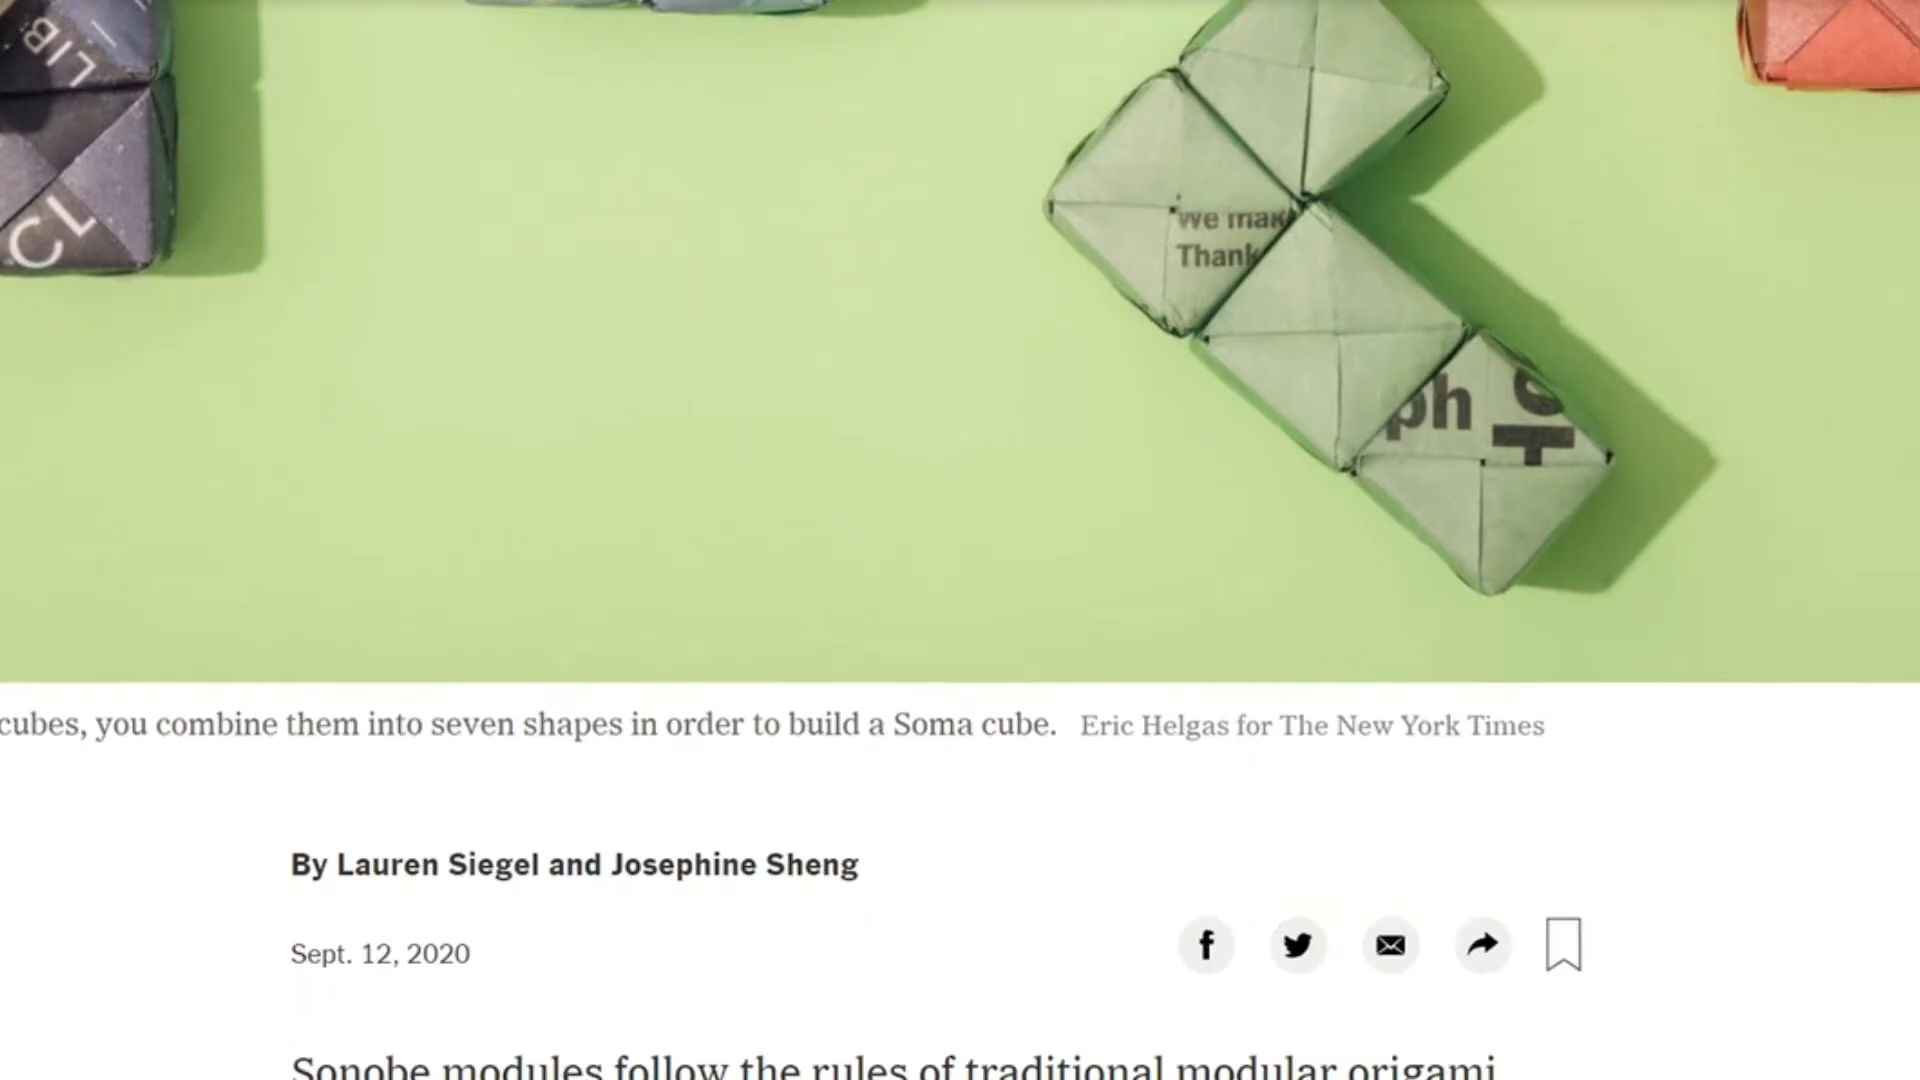 LIB
We mak
Thank
ph
cubes, you combine them into seven shapes in order to build a Soma cube. Eric Helgas for The New York Times
By Lauren Siegel and Josephine Sheng
Sept. 12, 2020
Sonobe modules follow the rules of traditional modular origami